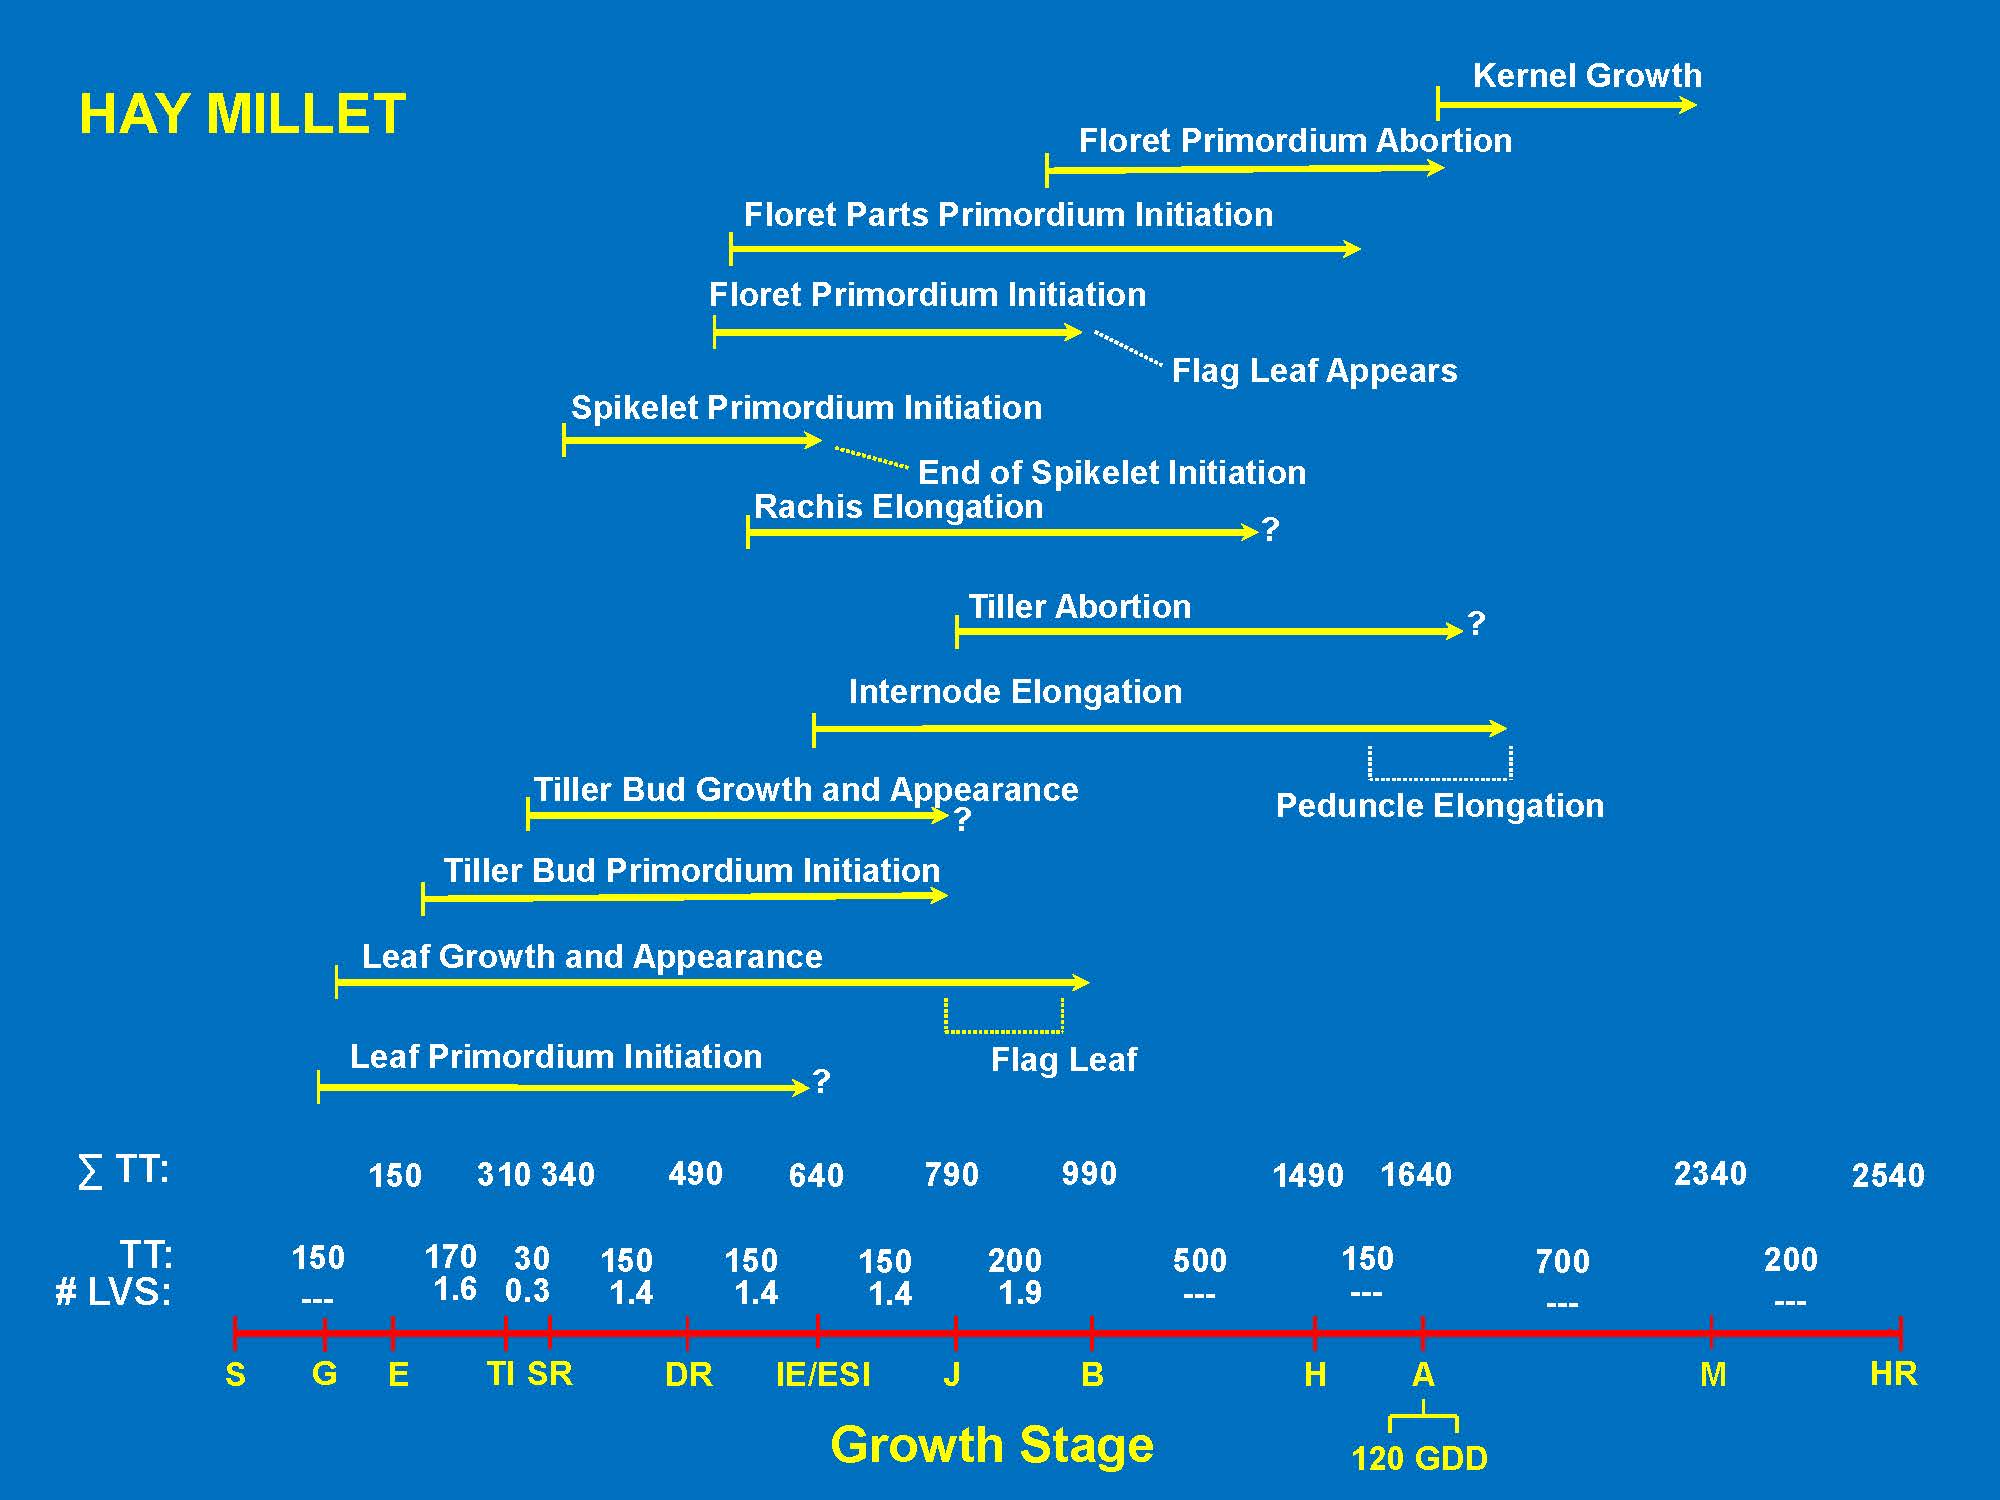 HAY MILLET
Kernel Growth
Floret Primordium Abortion
Floret Parts Primordium Initiation
Floret Primordium Initiation
Flag Leaf Appears
Spikelet Primordium Initiation
End of Spikelet Initiation
Rachis Elongation
?
Tiller Abortion
?
Internode Elongation
Peduncle Elongation
Tiller Bud Growth and Appearance
?
Tiller Bud Primordium Initiation
Leaf Growth and Appearance
Flag Leaf
Leaf Primordium Initiation
?
∑ TT: 150 310 340 490 640 790 990 1490 1640 2340 2540
TT: 150 170 30 150 150 150 200 500 150 700 200
# LVS: --- 1.6 0.3 1.4 1.4 1.4 1.9 --- --- --- ---
S G E TI SR DR IE/ESI J B H A M HR
Growth Stage
120 GDD